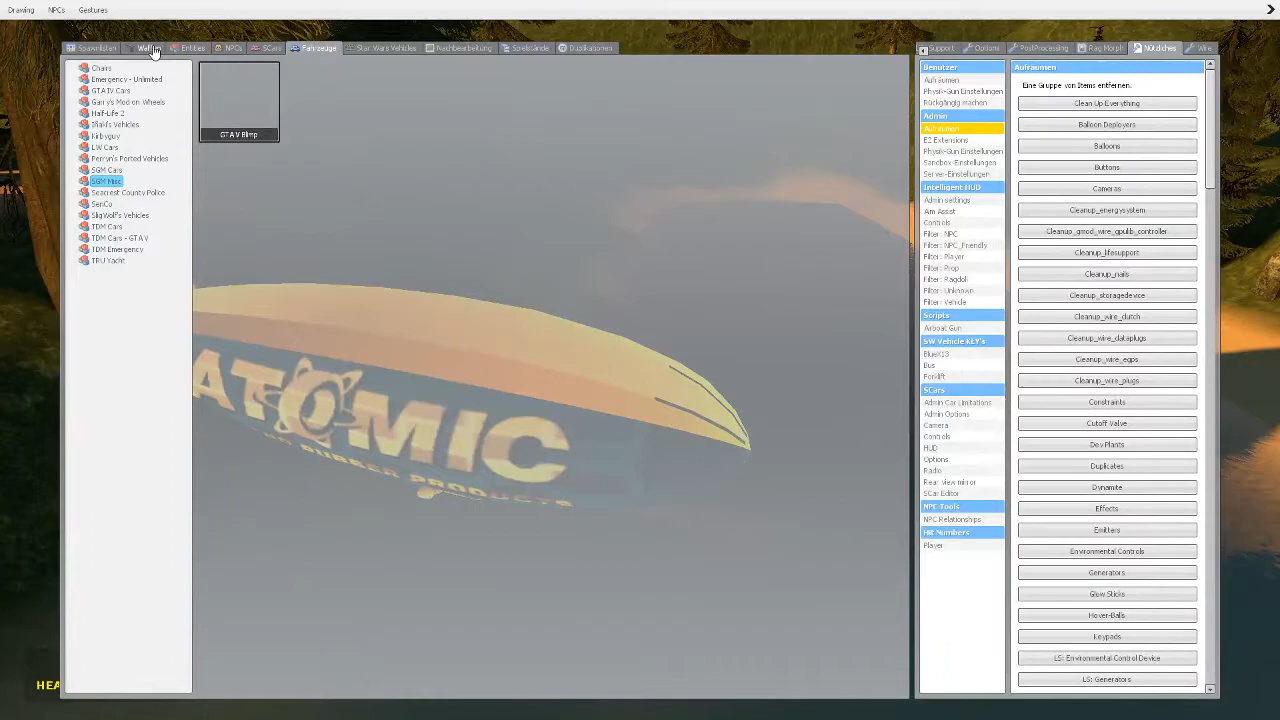 Drawing NPCs Gestures
Spawnlisten Waffen Entities NPCs SCars Fahrzeuge Star Wars Vehicles Nachbearbeitung Spielstände Duplikationen
Support Options PostProcessing Rag Morph Nützliches Wire
Chairs
Emergency - Unlimited
GTA IV Cars
Garry's Mod on Wheels
Half-Life 2
Iñaki's Vehicles
Kirbyguy
LW Cars
Perryn's Ported Vehicles
SGM Cars
SGM Misc
Seacrest County Police
SenCo
SligWolf's Vehicles
TDM Cars
TDM Cars - GTA V
TDM Emergency
TRU Yacht
GTA V Blimp
ATOMIC
RUBBER PRODUCTS
HEA
Benutzer
Aufräumen
Physik-Gun Einstellungen
Rückgängig machen
Admin
Aufräumen
E2 Extensions
Physik-Gun Einstellungen
Sandbox-Einstellungen
Server-Einstellungen
Intelligent HUD
Admin settings
Am Assist
Controls
Filter: NPC
Filter: NPC_Friendly
Filter: Player
Filter: Prop
Filter: Ragdoll
Filter: Unknown
Filter: Vehicle
Scripts
Airboat Gun
SW Vehicle KEY's
BlueX13
Bus
Forklift
SCars
Admin Car Limitations
Admin Options
Camera
Controls
HUD
Options
Radio
Rear view mirror
SCar Editor
NPC Tools
NPC Relationships
Hit Numbers
Player
Aufräumen
Eine Gruppe von Items entfernen.
Clean Up Everything
Balloon Deployers
Balloons
Buttons
Cameras
Cleanup_energysystem
Cleanup_gmod_wire_gpulib_controller
Cleanup_lifesupport
Cleanup_nails
Cleanup_storagedevice
Cleanup_wire_clutch
Cleanup_wire_dataplugs
Cleanup_wire_egps
Cleanup_wire_plugs
Constraints
Cutoff Valve
Dev Plants
Duplicates
Dynamite
Effects
Emitters
Environmental Controls
Generators
Glow Sticks
Hover-Balls
Keypads
LS: Environmental Control Device
LS: Generators